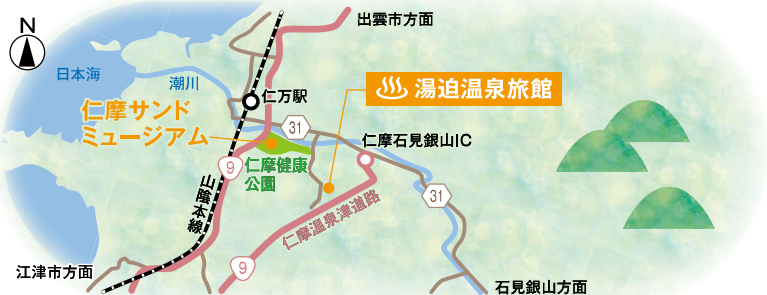 N
出雲市方面
日本海
潮川
仁万駅
湯迫温泉旅館
仁摩サンド
ミュージアム
31
仁摩石見銀山IC
9
仁摩健康
公園
山陰本線
31
仁摩温泉津道路
9
江津市方面
石見銀山方面